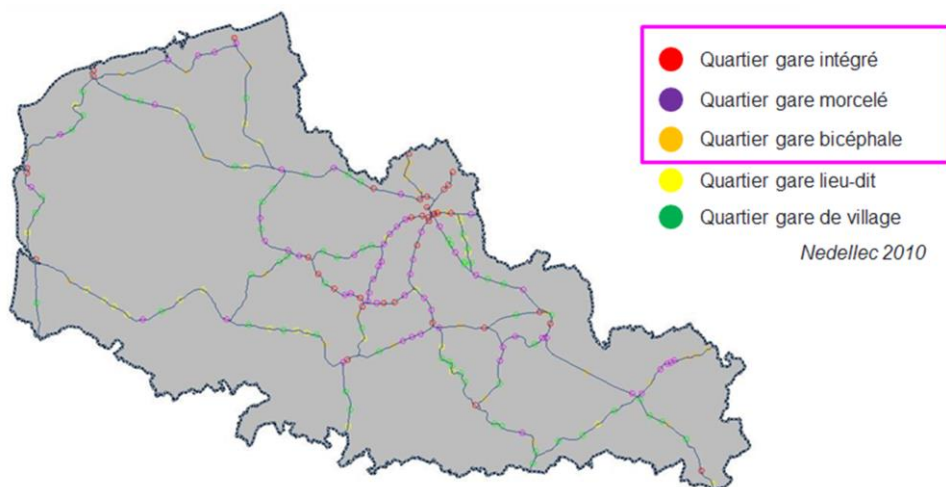 Quartier gare intégré
Quartier gare morcelé
Quartier gare bicéphale
Quartier gare lieu-dit
Quartier gare de village
Nedellec 2010